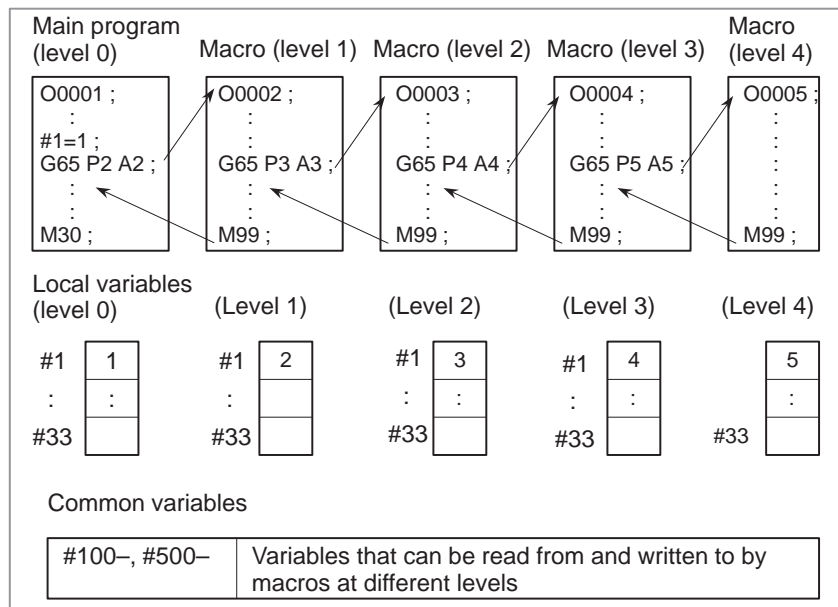 Main program
(level 0)
Macro (level 1)
Macro (level 2)
Macro (level 3)
Macro
(level 4)
O0001 ;
:
#1=1 ;
G65 P2 A2 ;
:
:
M30 ;
O0002 ;
:
:
G65 P3 A3 ;
:
:
M99 ;
O0003 ;
:
:
G65 P4 A4 ;
:
:
M99 ;
O0004 ;
:
:
G65 P5 A5 ;
:
:
M99 ;
O0005 ;
:
:
:
:
:
M99 ;
Local variables
(level 0)
(Level 1)
(Level 2)
(Level 3)
(Level 4)
#1 1
: :
#33
#1 2
:
#33
#1 3
: :
#33
#1 4
: :
#33
5
:
#33
Common variables
#100–, #500–
Variables that can be read from and written to by
macros at different levels